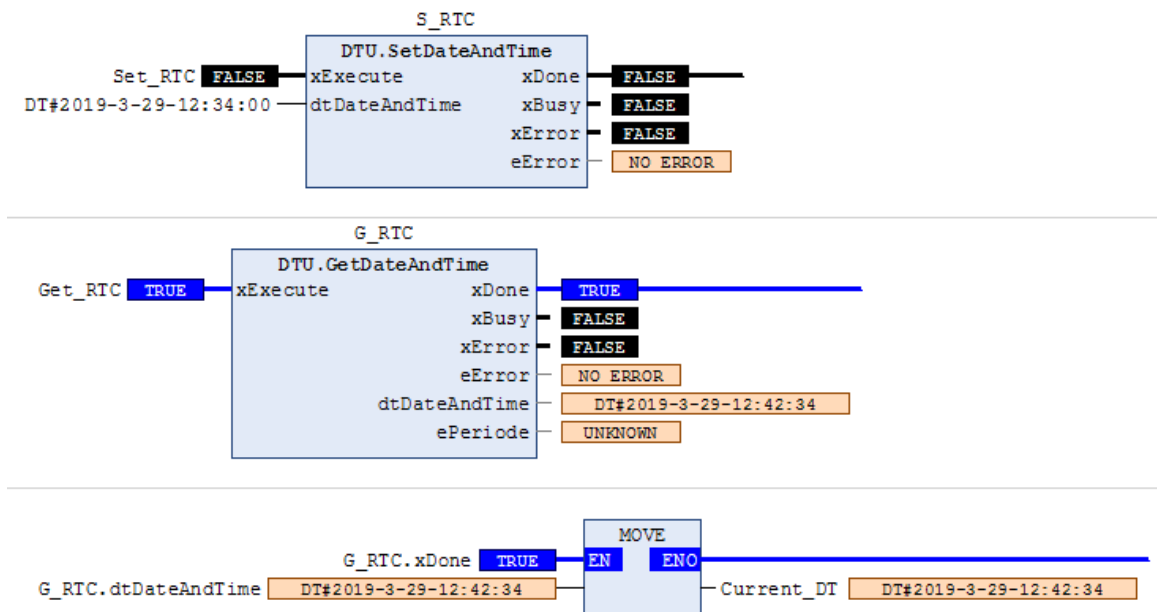 S_RTC
DTU.SetDateAndTime
Set_RTC FALSE xExecute xDone FALSE
DT#2019-3-29-12:34:00 dtDateAndTime xBusy FALSE
xError FALSE
eError NO ERROR
G_RTC
DTU.GetDateAndTime
Get_RTC TRUE xExecute xDone TRUE
xBusy FALSE
xError FALSE
eError NO ERROR
dtDateAndTime DT#2019-3-29-12:42:34
ePeriode UNKNOWN
MOVE
G_RTC.xDone TRUE EN ENO
G_RTC.dtDateAndTime DT#2019-3-29-12:42:34 Current_DT DT#2019-3-29-12:42:34